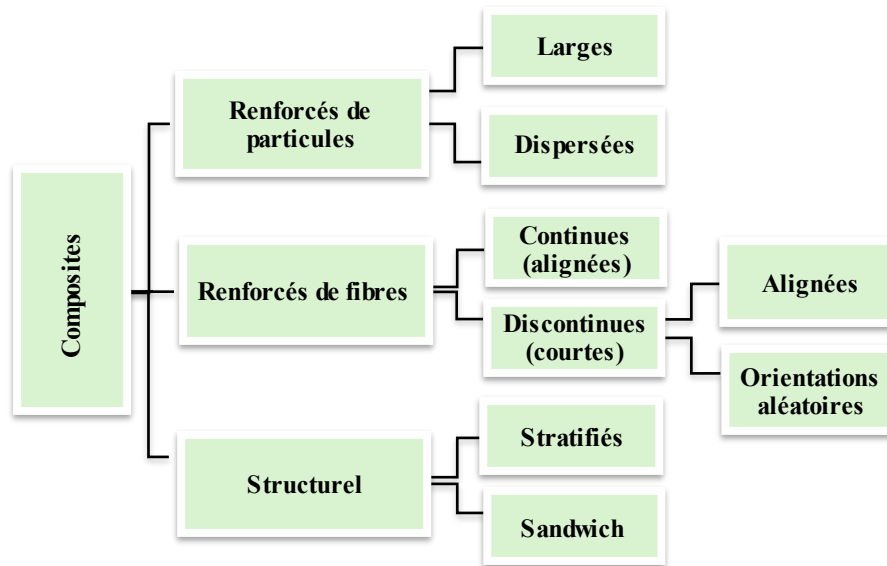 Composites
Renforcés de
particules
Larges
Dispersées
Renforcés de fibres
Continues
(alignées)
Discontinues
(courtes)
Alignées
Orientations
aléatoires
Structurel
Stratifiés
Sandwich